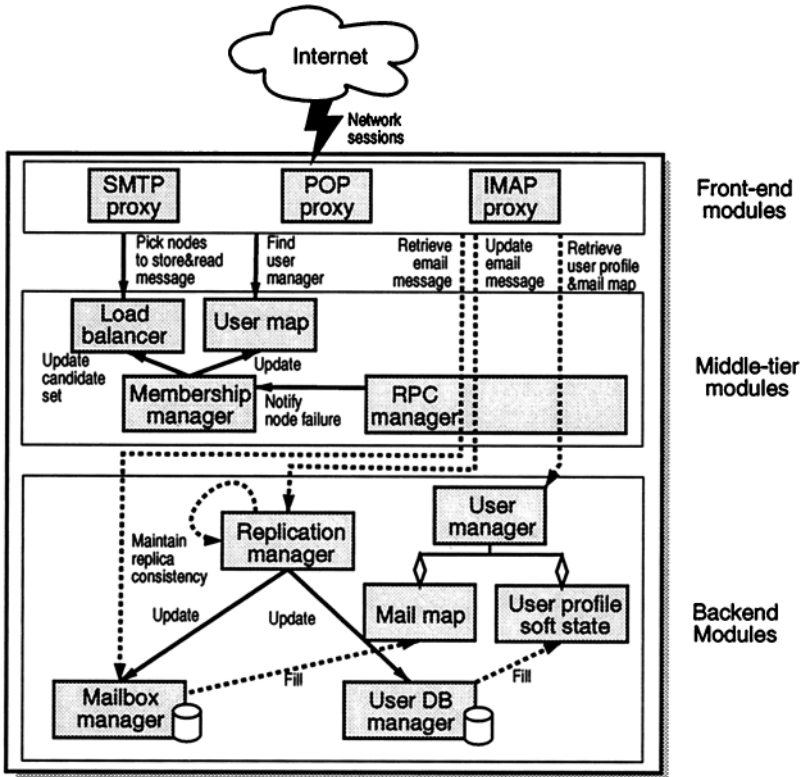 Internet
Network
sessions
SMTP
proxy
POP
proxy
IMAP
proxy
Front-end
modules
Pick nodes
to store&read
message
Find
user
manager
Retrieve
email
message
Update
email
message
Retrieve
user profile
&mail map
Load
balancer
User map
Update
candidate
set
Update
Membership
manager
Notify
node failure
RPC
manager
Middle-tier
modules
User
manager
Replication
manager
Maintain
replica
consistency
Mail map
User profile
soft state
Update
Update
Backend
Modules
Fill
Fill
Mailbox
manager
User DB
manager